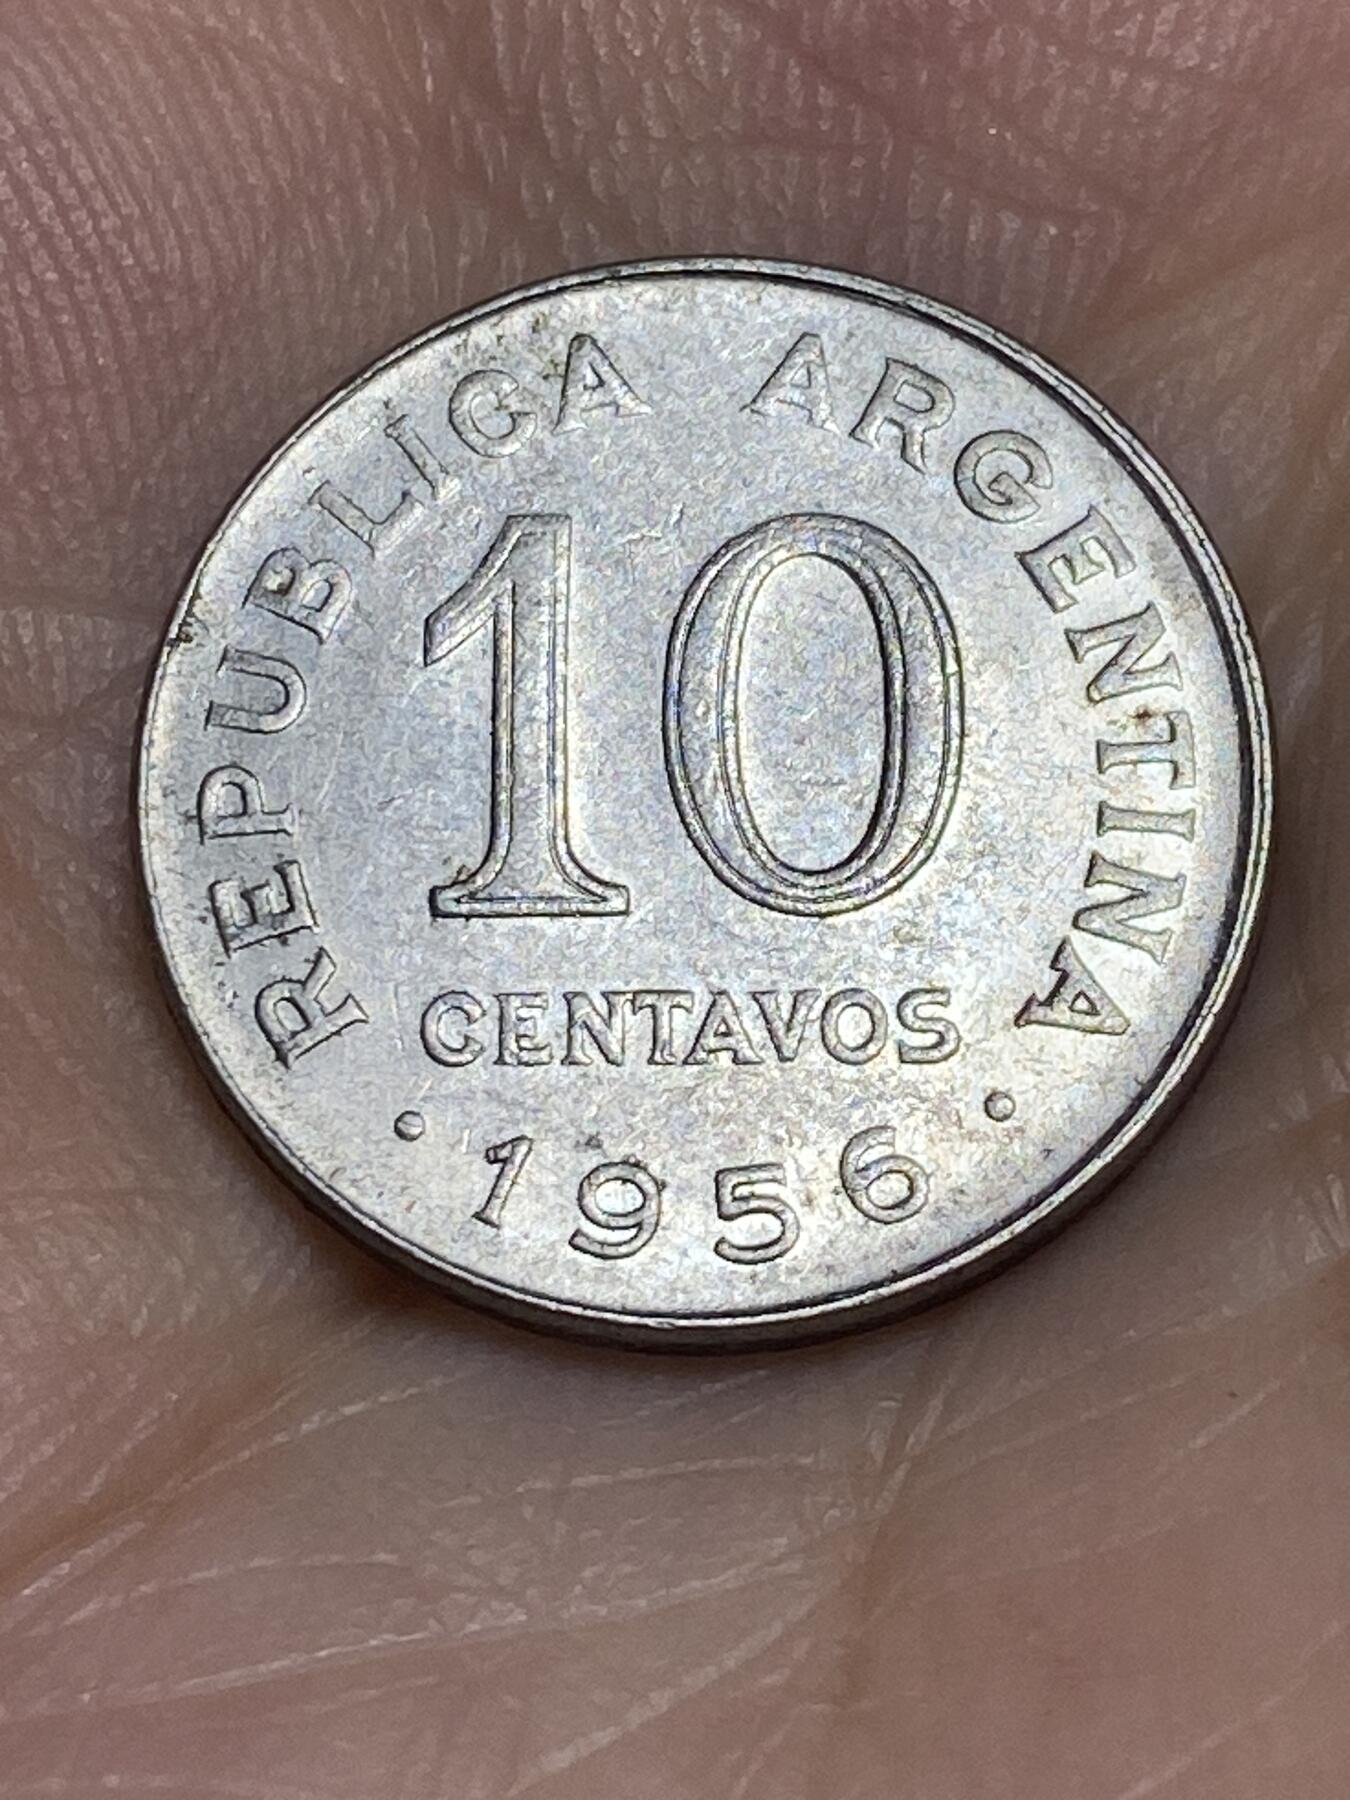 REPUBLICA ARGENTINA
10
CENTAVOS
• 1956 •